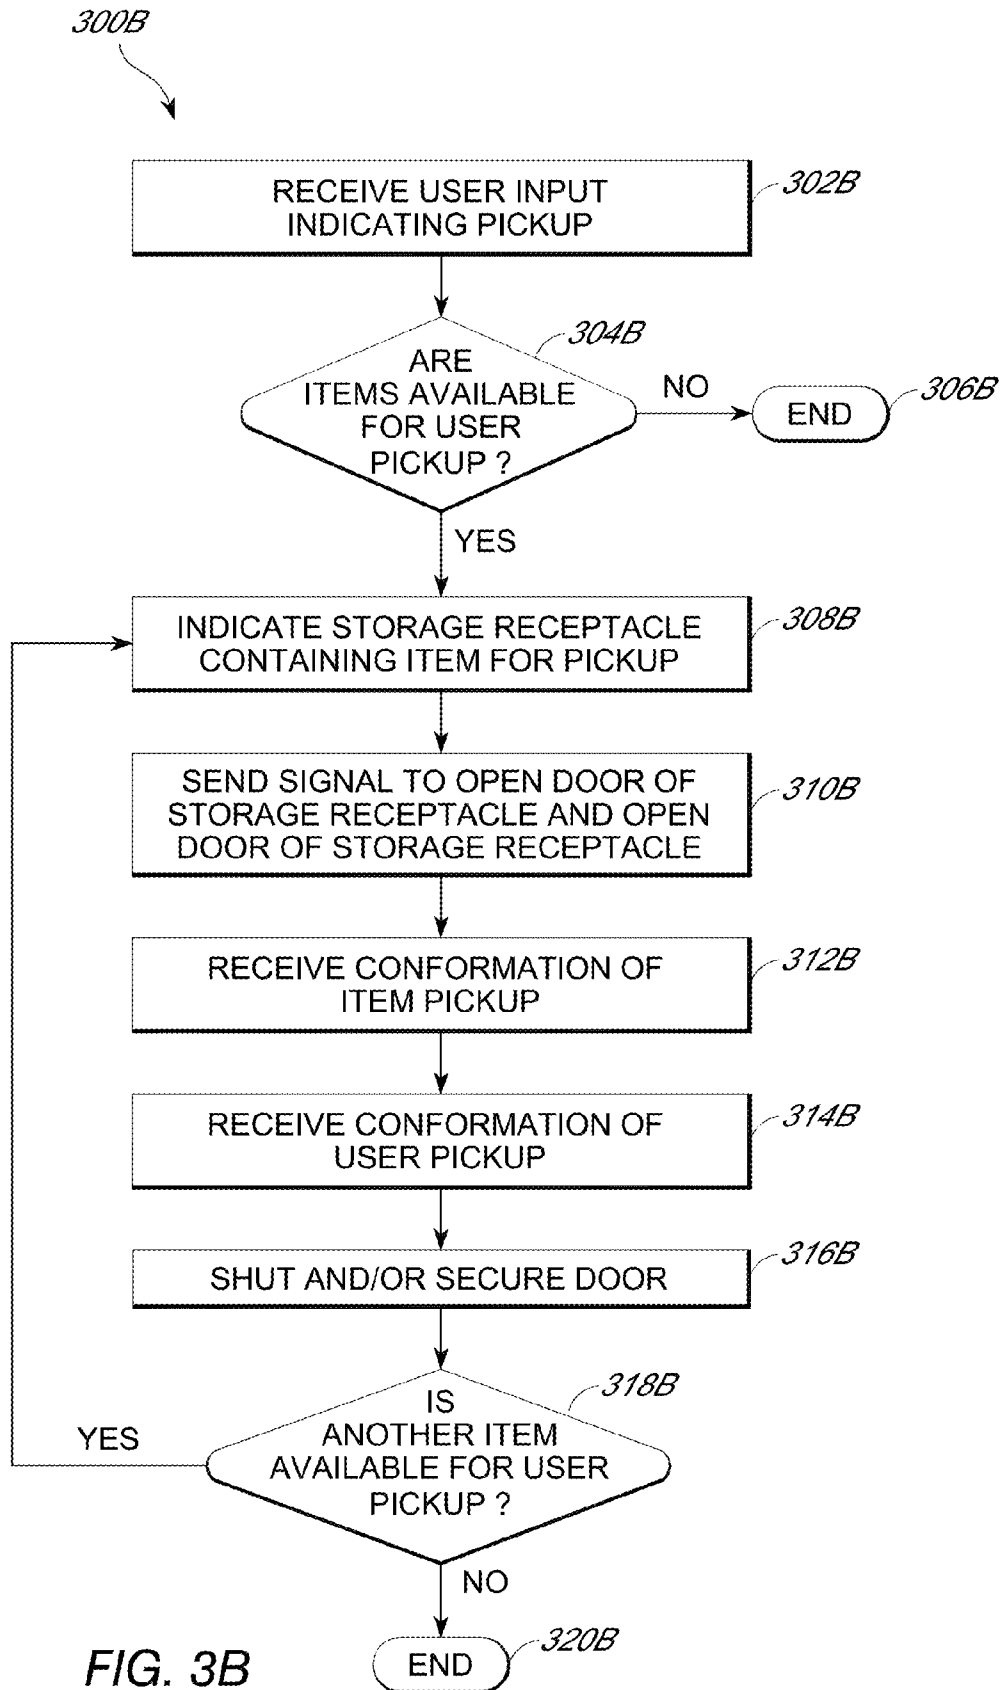 300B
RECEIVE USER INPUT
INDICATING PICKUP
302B
304B
ARE
ITEMS AVAILABLE
FOR USER
PICKUP ?
NO
END
306B
YES
INDICATE STORAGE RECEPTACLE
CONTAINING ITEM FOR PICKUP
308B
SEND SIGNAL TO OPEN DOOR OF
STORAGE RECEPTACLE AND OPEN
DOOR OF STORAGE RECEPTACLE
310B
RECEIVE CONFORMATION OF
ITEM PICKUP
312B
RECEIVE CONFORMATION OF
USER PICKUP
314B
SHUT AND/OR SECURE DOOR
316B
318B
IS
ANOTHER ITEM
AVAILABLE FOR USER
PICKUP ?
YES
NO
END
320B
FIG. 3B